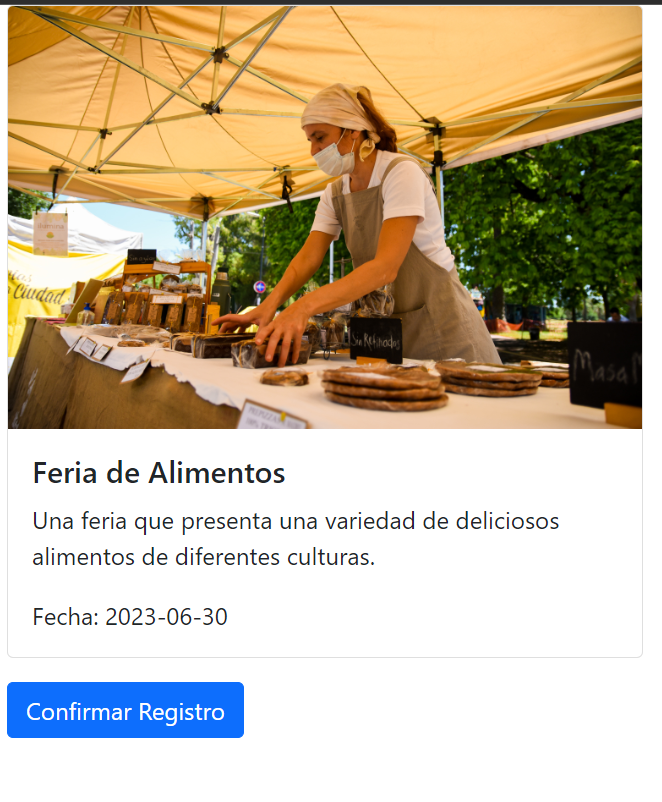 Ciudad
Sin Refinados
Masa
Feria de Alimentos
Una feria que presenta una variedad de deliciosos
alimentos de diferentes culturas.
Fecha: 2023-06-30
Confirmar Registro